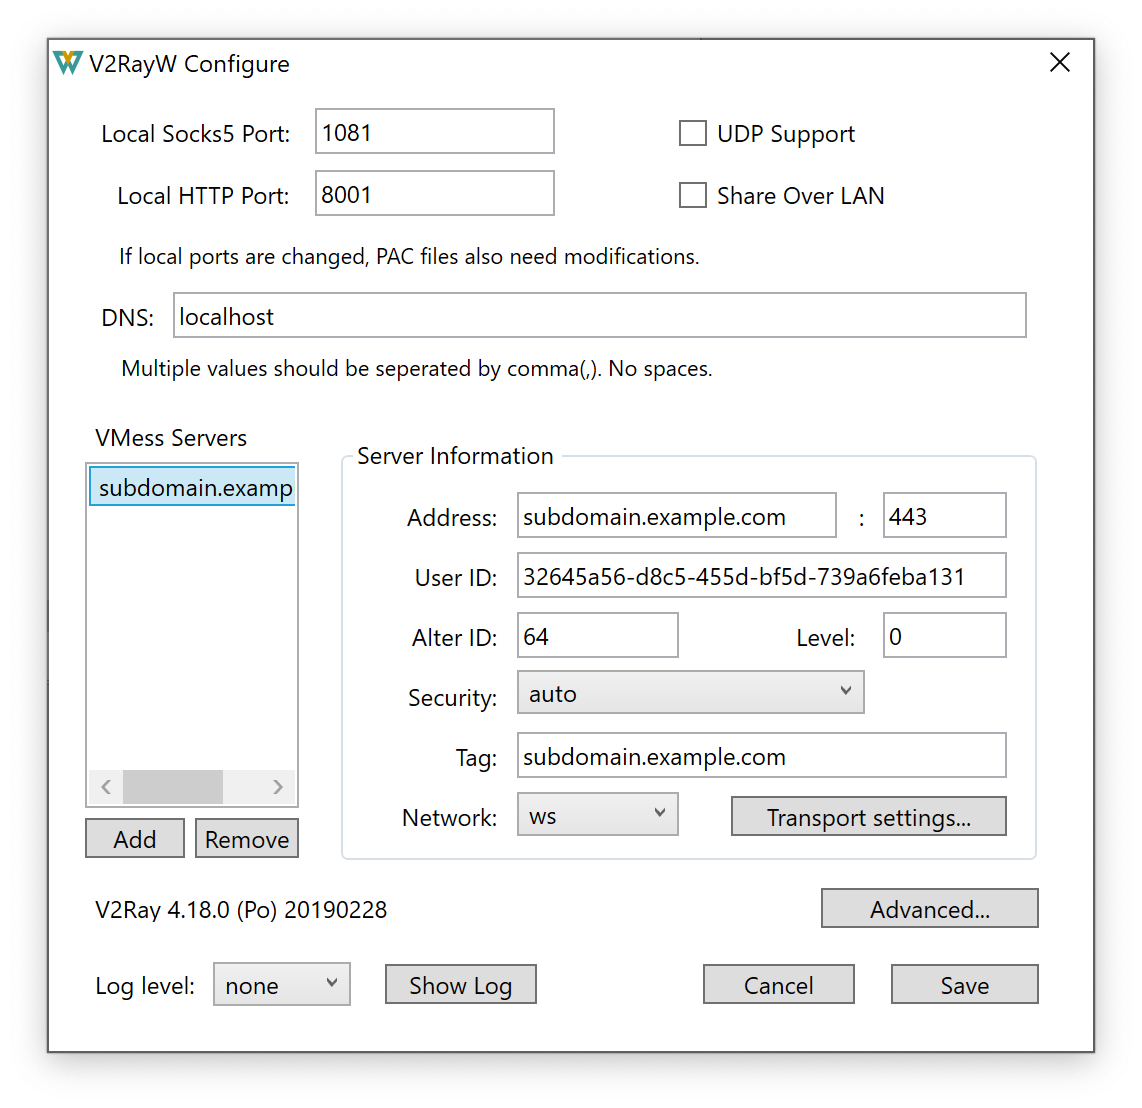 V2RayW Configure
Local Socks5 Port: 1081
UDP Support
Local HTTP Port: 8001
Share Over LAN
If local ports are changed, PAC files also need modifications.
DNS: localhost
Multiple values should be seperated by comma(,). No spaces.
VMess Servers
subdomain.examp
Server Information
Address: subdomain.example.com : 443
User ID: 32645a56-d8c5-455d-bf5d-739a6feba131
Alter ID: 64 Level: 0
Security: auto
Tag: subdomain.example.com
Network: ws Transport settings...
Add Remove
V2Ray 4.18.0 (Po) 20190228
Advanced...
Log level: none Show Log Cancel Save